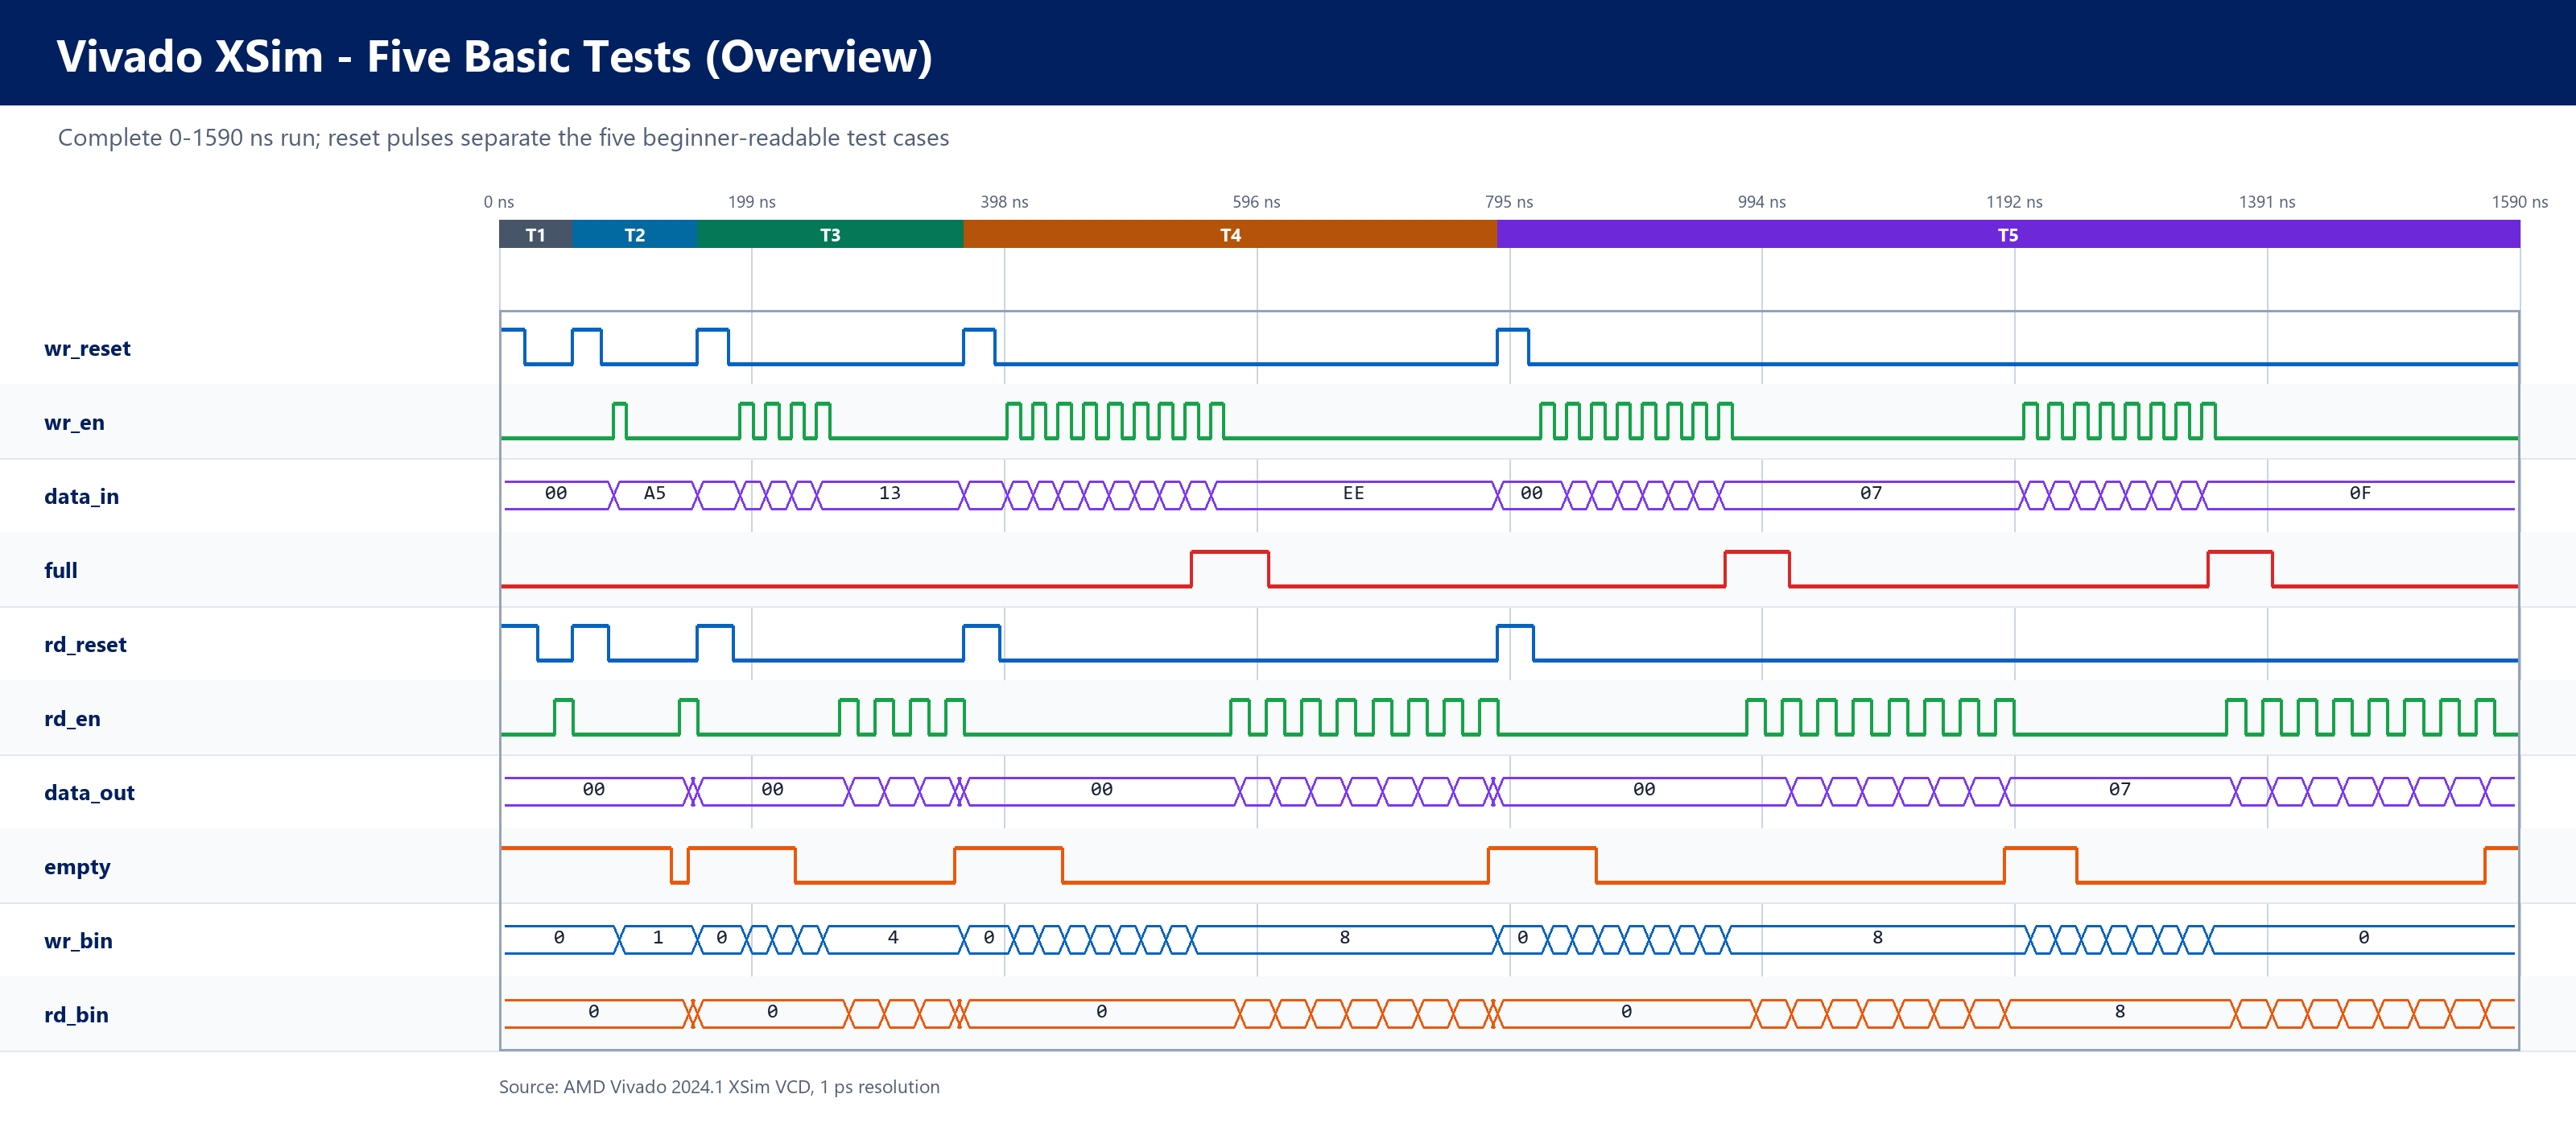 Vivado XSim - Five Basic Tests (Overview)
Complete 0-1590 ns run; reset pulses separate the five beginner-readable test cases
0 ns 199 ns 398 ns 596 ns 795 ns 994 ns 1192 ns 1391 ns 1590 ns
T1 T2 T3 T4 T5
wr_reset
wr_en
data_in 00 A5 13 EE 00 07 0F
full
rd_reset
rd_en
data_out 00 00 00 00 07
empty
wr_bin 0 1 0 4 0 8 0 8 0
rd_bin 0 0 0 0 8
Source: AMD Vivado 2024.1 XSim VCD, 1 ps resolution